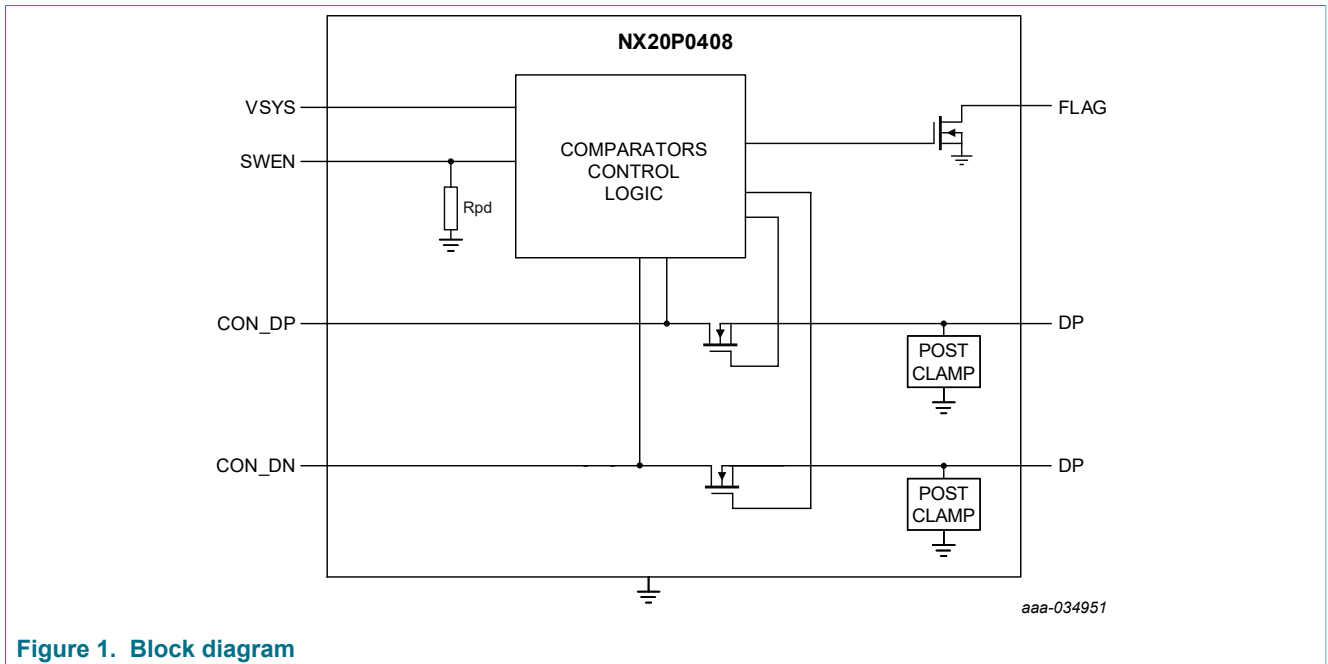 NX20P0408
VSYS
FLAG
SWEN
COMPARATORS
CONTROL
LOGIC
Rpd
CON_DP
DP
POST
CLAMP
CON_DN
DP
POST
CLAMP
aaa-034951
Figure 1. Block diagram